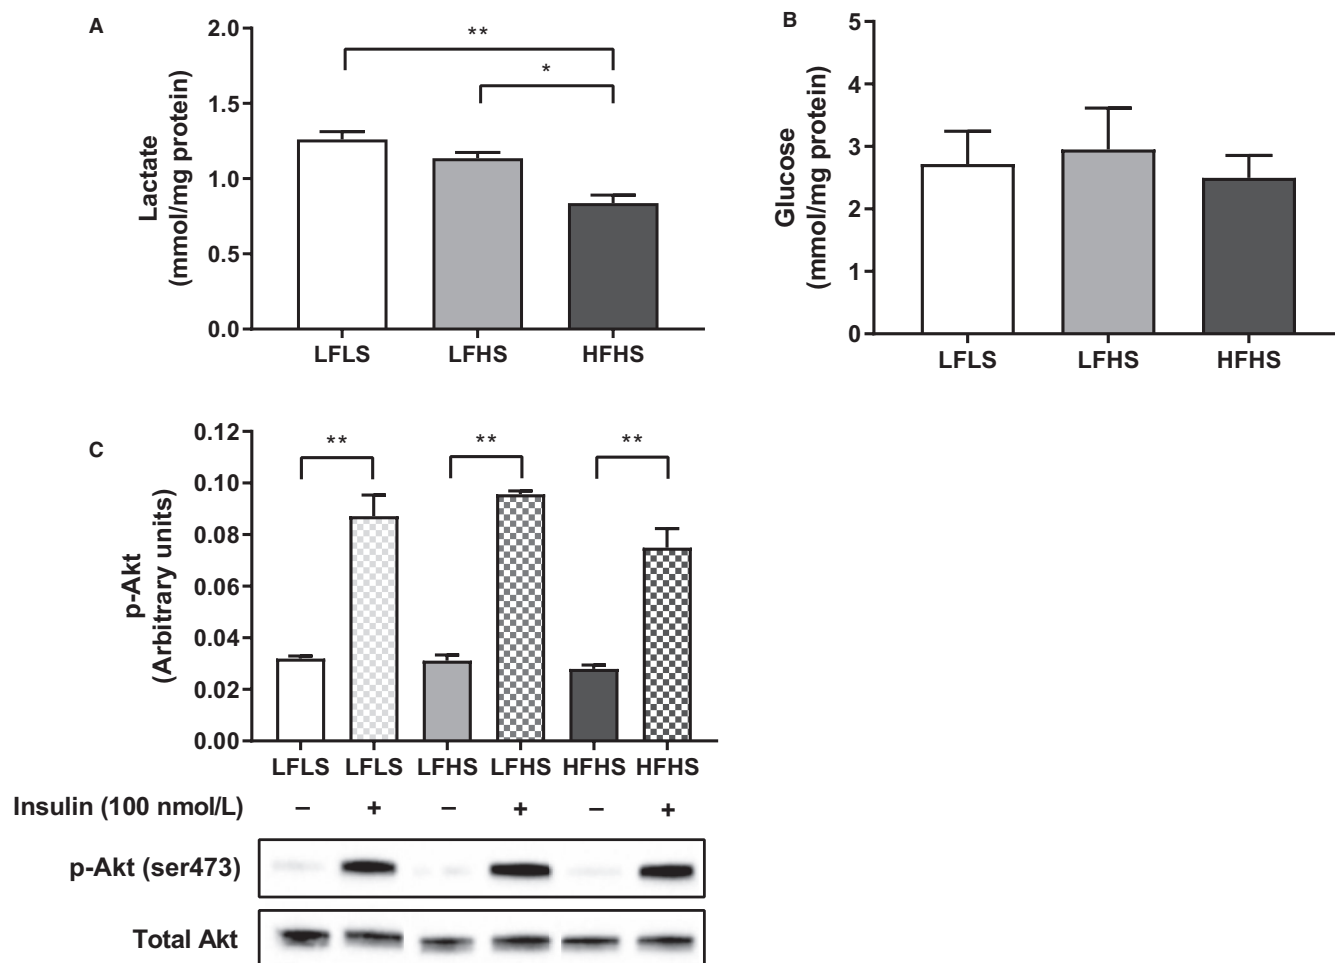 A
Lactate
(mmol/mg protein)
2.0
1.5
1.0
0.5
0.0
**
*
LFLS LFHS HFHS
B
Glucose
(mmol/mg protein)
5
4
3
2
1
0
LFLS LFHS HFHS
C
p-Akt
(Arbitrary units)
0.12
0.10
0.08
0.06
0.04
0.02
0.00
** ** **
LFLS LFLS LFHS LFHS HFHS HFHS
Insulin (100 nmol/L) – + – + – +
p-Akt (ser473)
Total Akt